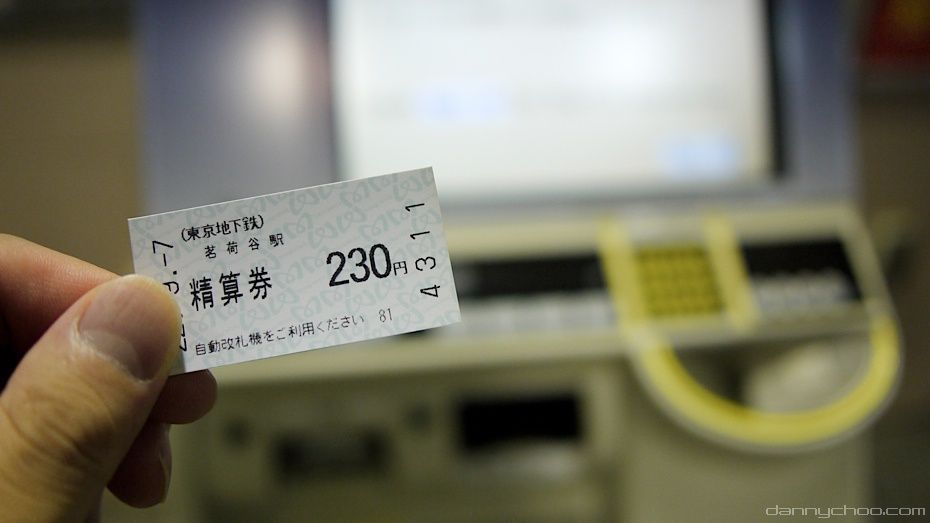 (東京地下鉄)
茗荷谷駅
精算券 230円
自動改札機をご利用ください 81
4311
dannychoo.com